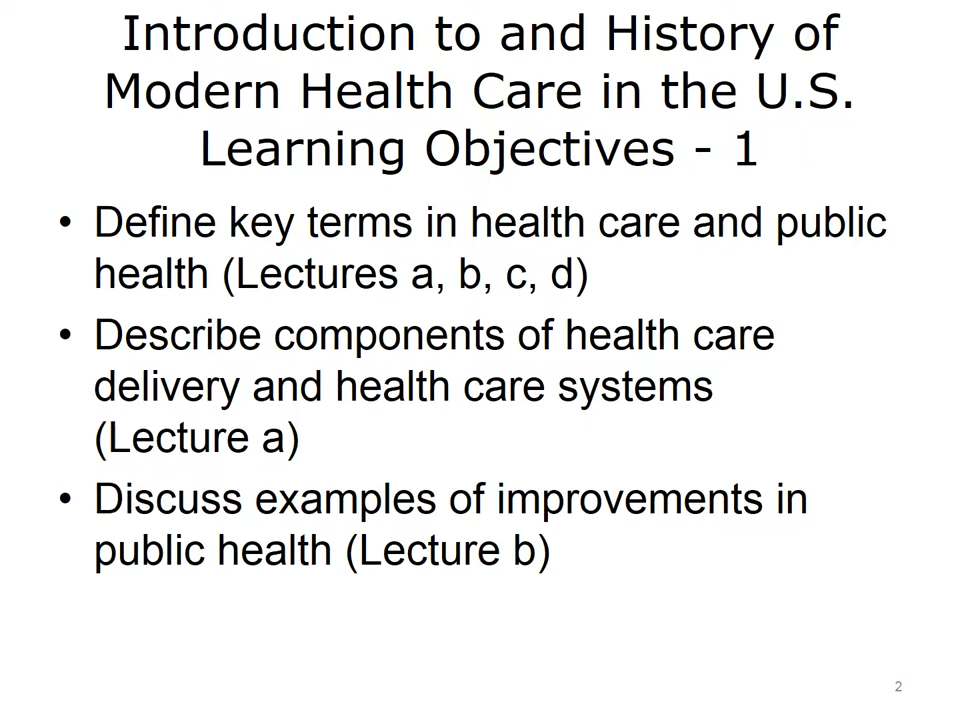 Introduction to and History of
Modern Health Care in the U.S.
Learning Objectives - 1
• Define key terms in health care and public
health (Lectures a, b, c, d)
• Describe components of health care
delivery and health care systems
(Lecture a)
• Discuss examples of improvements in
public health (Lecture b)
2